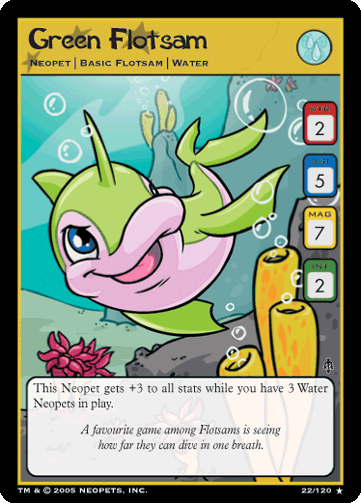 Green Flotsam
NEOPET | BASIC FLOTSAM | WATER
STR
2
AGI
5
MAG
7
INT
2
This Neopet gets +3 to all stats while you have 3 Water
Neopets in play.
A favourite game among Flotsams is seeing
how far they can dive in one breath.
TM & © 2005 NEOPETS, INC.
22/120 ★